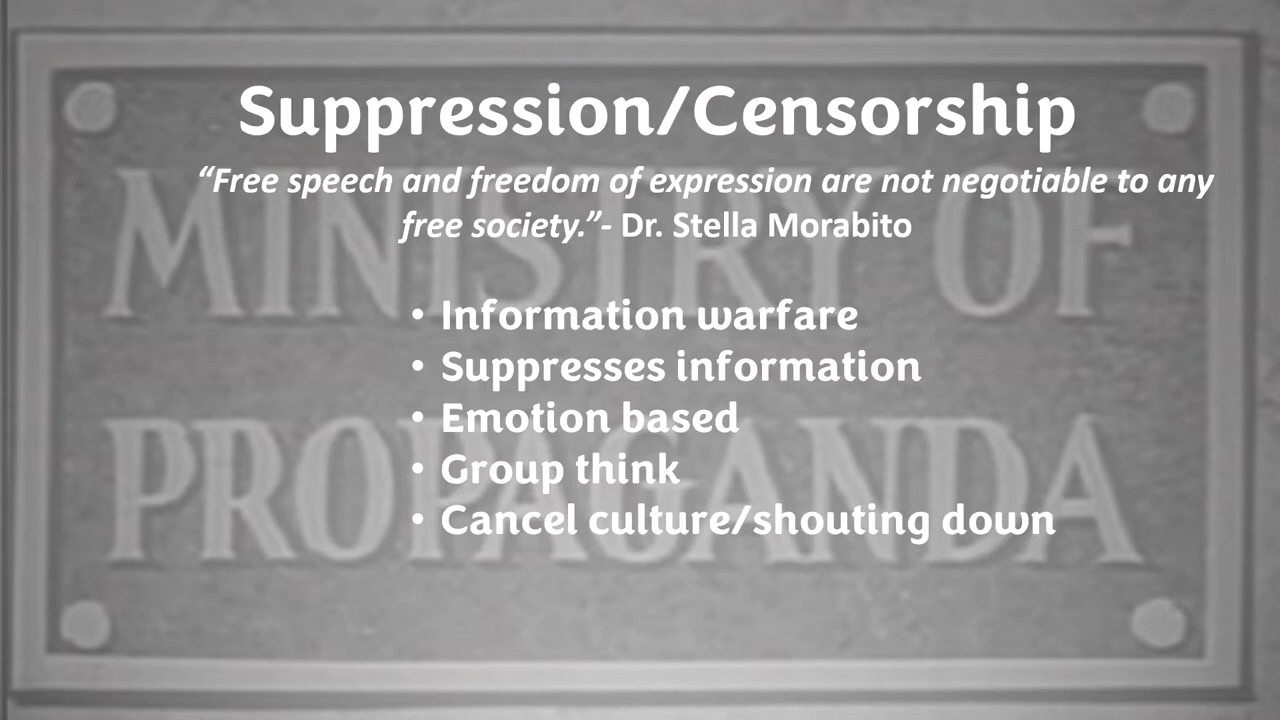 Suppression/Censorship
“Free speech and freedom of expression are not negotiable to any
free society.”- Dr. Stella Morabito
• Information warfare
• Suppresses information
• Emotion based
• Group think
• Cancel culture/shouting down
MINISTRY OF
PROPAGANDA